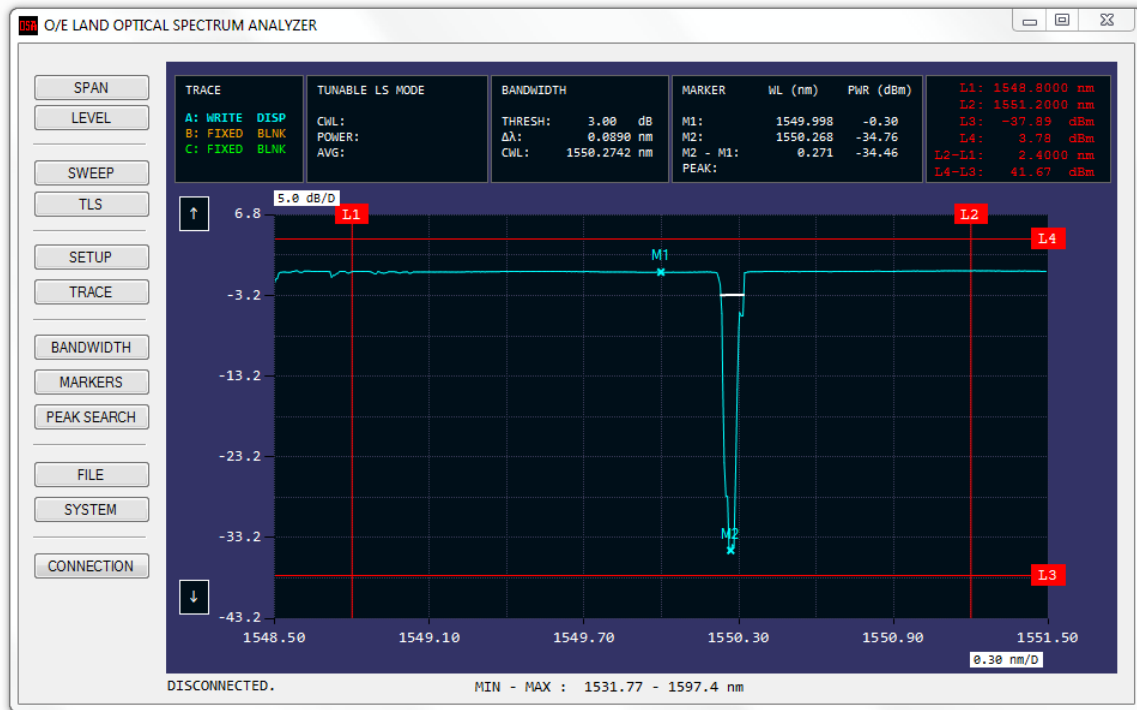 OSA O/E LAND OPTICAL SPECTRUM ANALYZER
SPAN
LEVEL
SWEEP
TLS
SETUP
TRACE
BANDWIDTH
MARKERS
PEAK SEARCH
FILE
SYSTEM
CONNECTION
TRACE
A: WRITE DISP
B: FIXED BLNK
C: FIXED BLNK
TUNABLE LS MODE
CWL:
POWER:
AVG:
BANDWIDTH
THRESH: 3.00 dB
Δλ: 0.0890 nm
CWL: 1550.2742 nm
MARKER WL (nm) PWR (dBm)
M1: 1549.998 -0.30
M2: 1550.268 -34.76
M2 - M1: 0.271 -34.46
PEAK:
L1: 1548.8000 nm
L2: 1551.2000 nm
L3: -37.89 dBm
L4: 3.78 dBm
L2-L1: 2.4000 nm
L4-L3: 41.67 dBm
5.0 dB/D
↑
6.8
L1
L2
L4
M1
-3.2
-13.2
-23.2
-33.2
M2
L3
↓
-43.2
1548.50 1549.10 1549.70 1550.30 1550.90 1551.50
0.30 nm/D
DISCONNECTED.
MIN - MAX : 1531.77 - 1597.4 nm